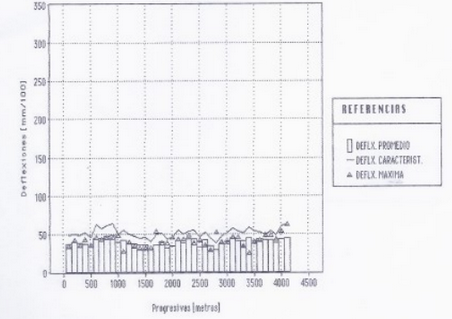 350
300
250
200
150
100
50
0
Deflexiones (mm/100)
0 500 1000 1500 2000 2500 3000 3500 4000 4500
Progresivas (metros)
REFERENCIAS
DEFLX. PROMEDIO
DEFLX. CARACTERIST.
DEFLX. MAXIMA